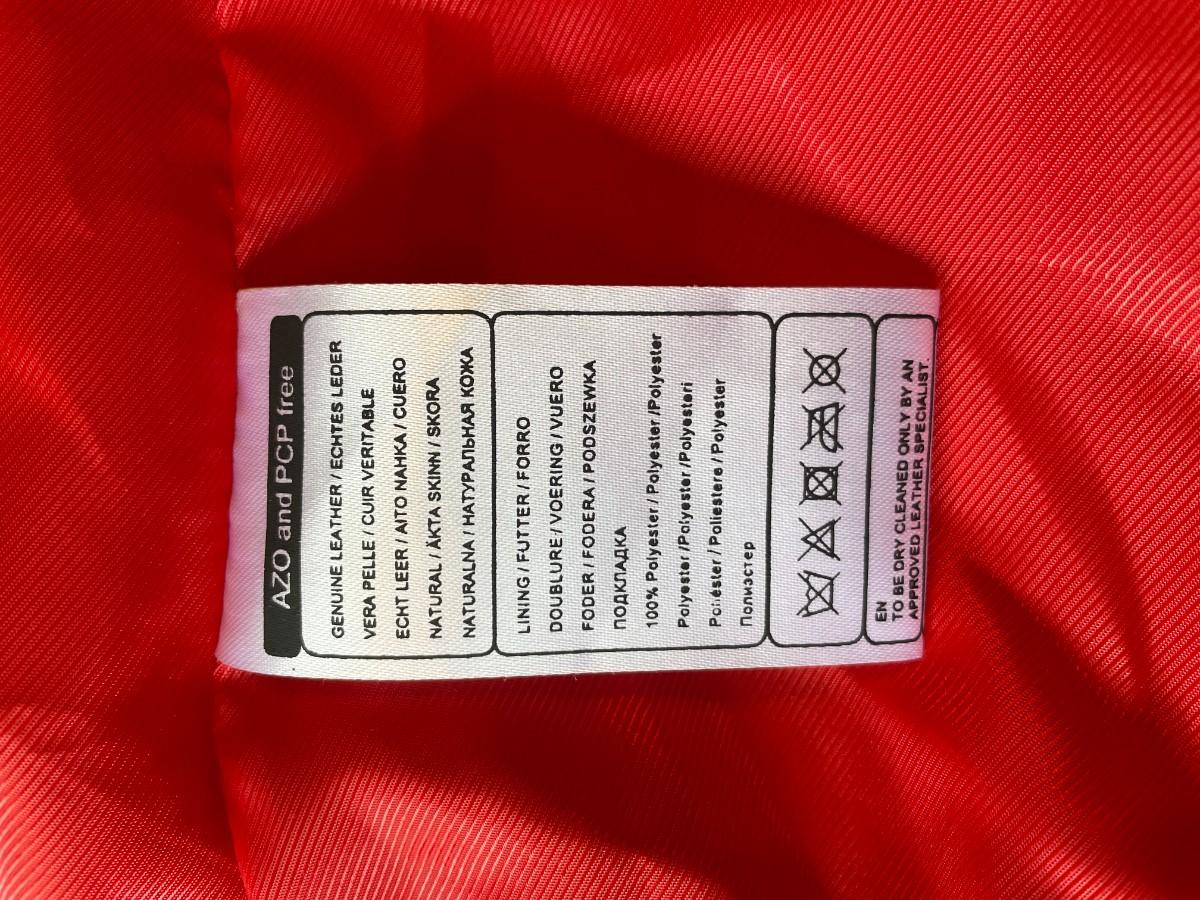 AZO and PCP free
GENUINE LEATHER / ECHTES LEDER
VERA PELLE / CUIR VERITABLE
ECHT LEER / AITO NAHKA / CUERO
NATURAL / ÄKTA SKINN / SKORA
NATURALNA / НАТУРАЛЬНАЯ КОЖА
LINING / FUTTER / FORRO
DOUBLURE / VOERING / VUERO
FODER / FODERA / PODSZEWKA
ПОДКЛАДКА
100% Polyester / Polyester /Polyester
Polyester /Polyester /Polyesteri
Poliéster / Poliestere / Polyester
Полиэстер
EN
TO BE DRY CLEANED ONLY BY AN
APPROVED LEATHER SPECIALIST.